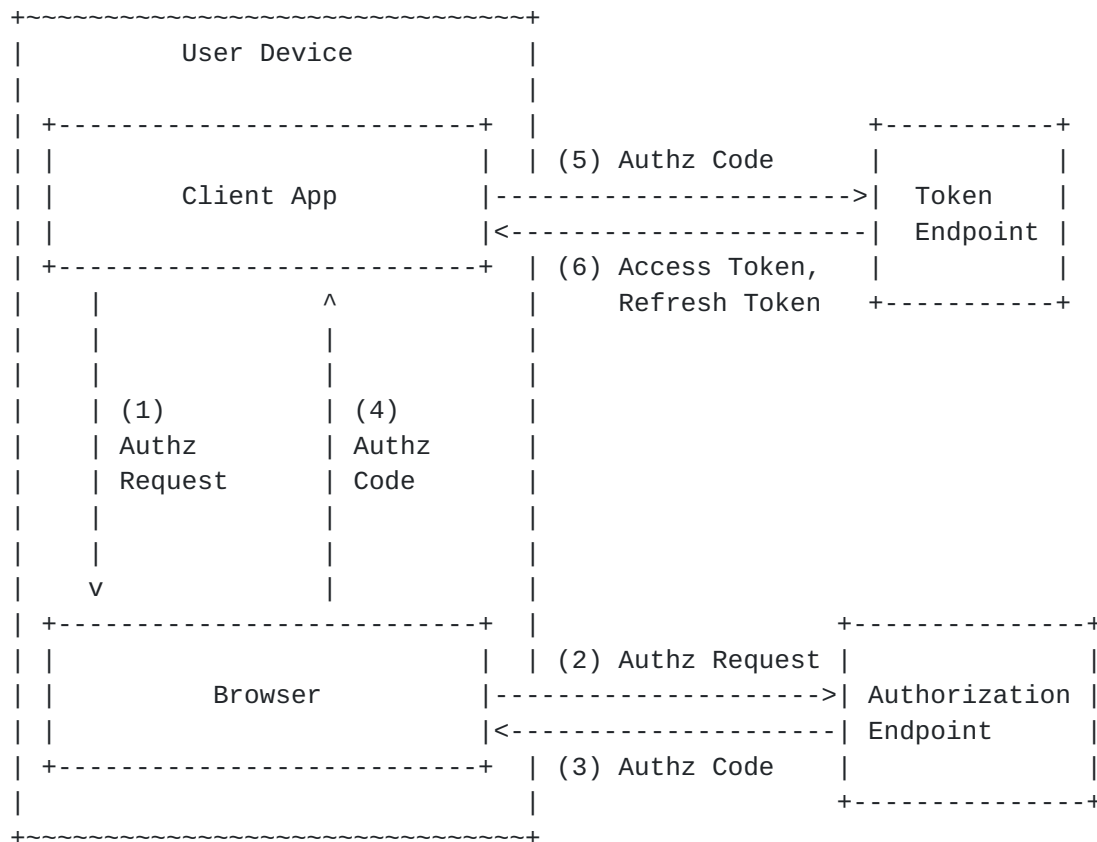 User Device
(5) Authz Code
Client App
Token
Endpoint
(6) Access Token,
Refresh Token
(1)
Authz
Request
(4)
Authz
Code
(2) Authz Request
Browser
Authorization
Endpoint
(3) Authz Code